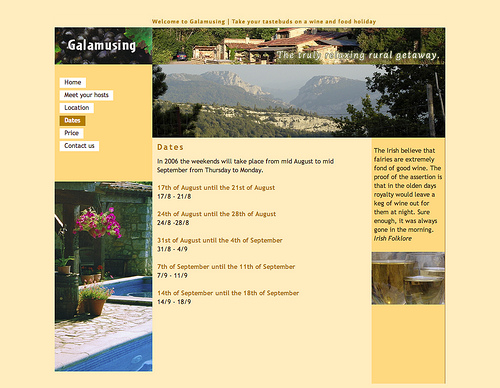 Welcome to Galamusing | Take your tastebuds on a wine and food holiday
Galamusing
The truly relaxing rural getaway.
Home
Meet your hosts
Location
Dates
Price
Contact us
Dates
In 2006 the weekends will take place from mid August to mid
September from Thursday to Monday.
17th of August until the 21st of August
17/8 - 21/8
24th of August until the 28th of August
24/8 -28/8
31st of August until the 4th of September
31/8 - 4/9
7th of September until the 11th of September
7/9 - 11/9
14th of September until the 18th of September
14/9 - 18/9
The Irish believe that
fairies are extremely
fond of good wine. The
proof of the assertion is
that in the olden days
royalty would leave a
keg of wine out for
them at night. Sure
enough, it was always
gone in the morning.
Irish Folklore